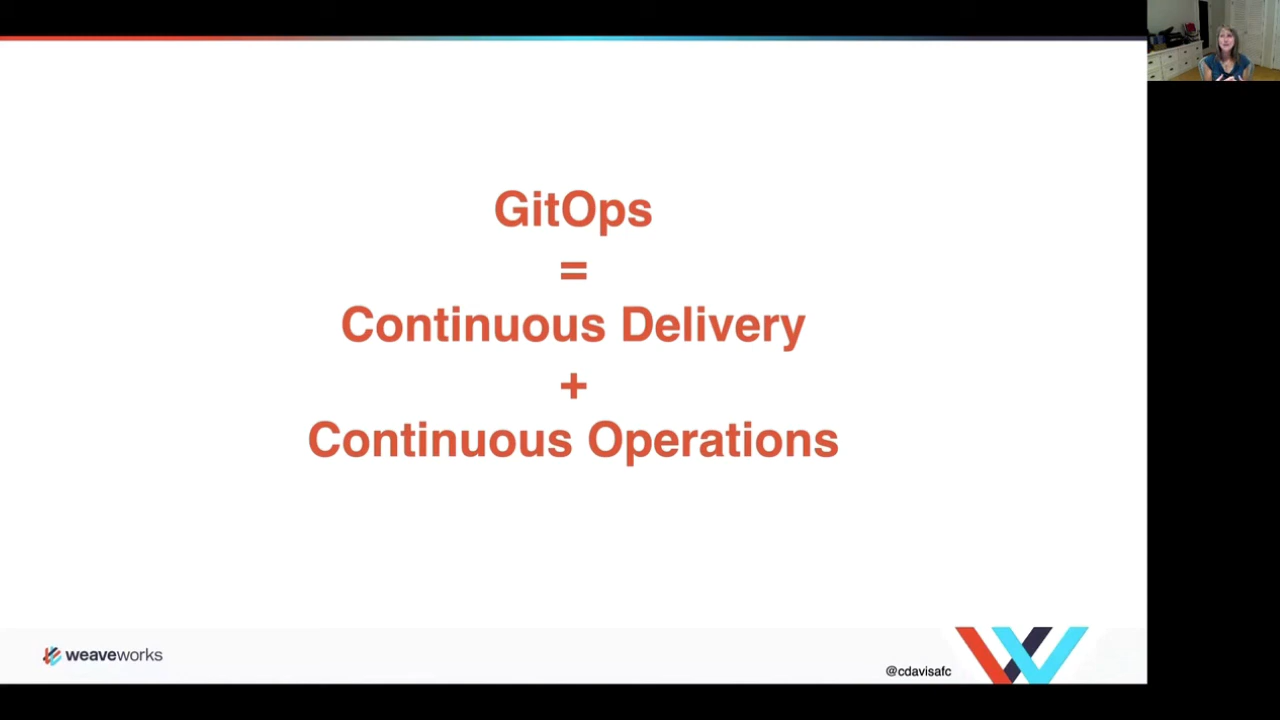 GitOps
=
Continuous Delivery
+
Continuous Operations
weaveworks
@cdavisafc